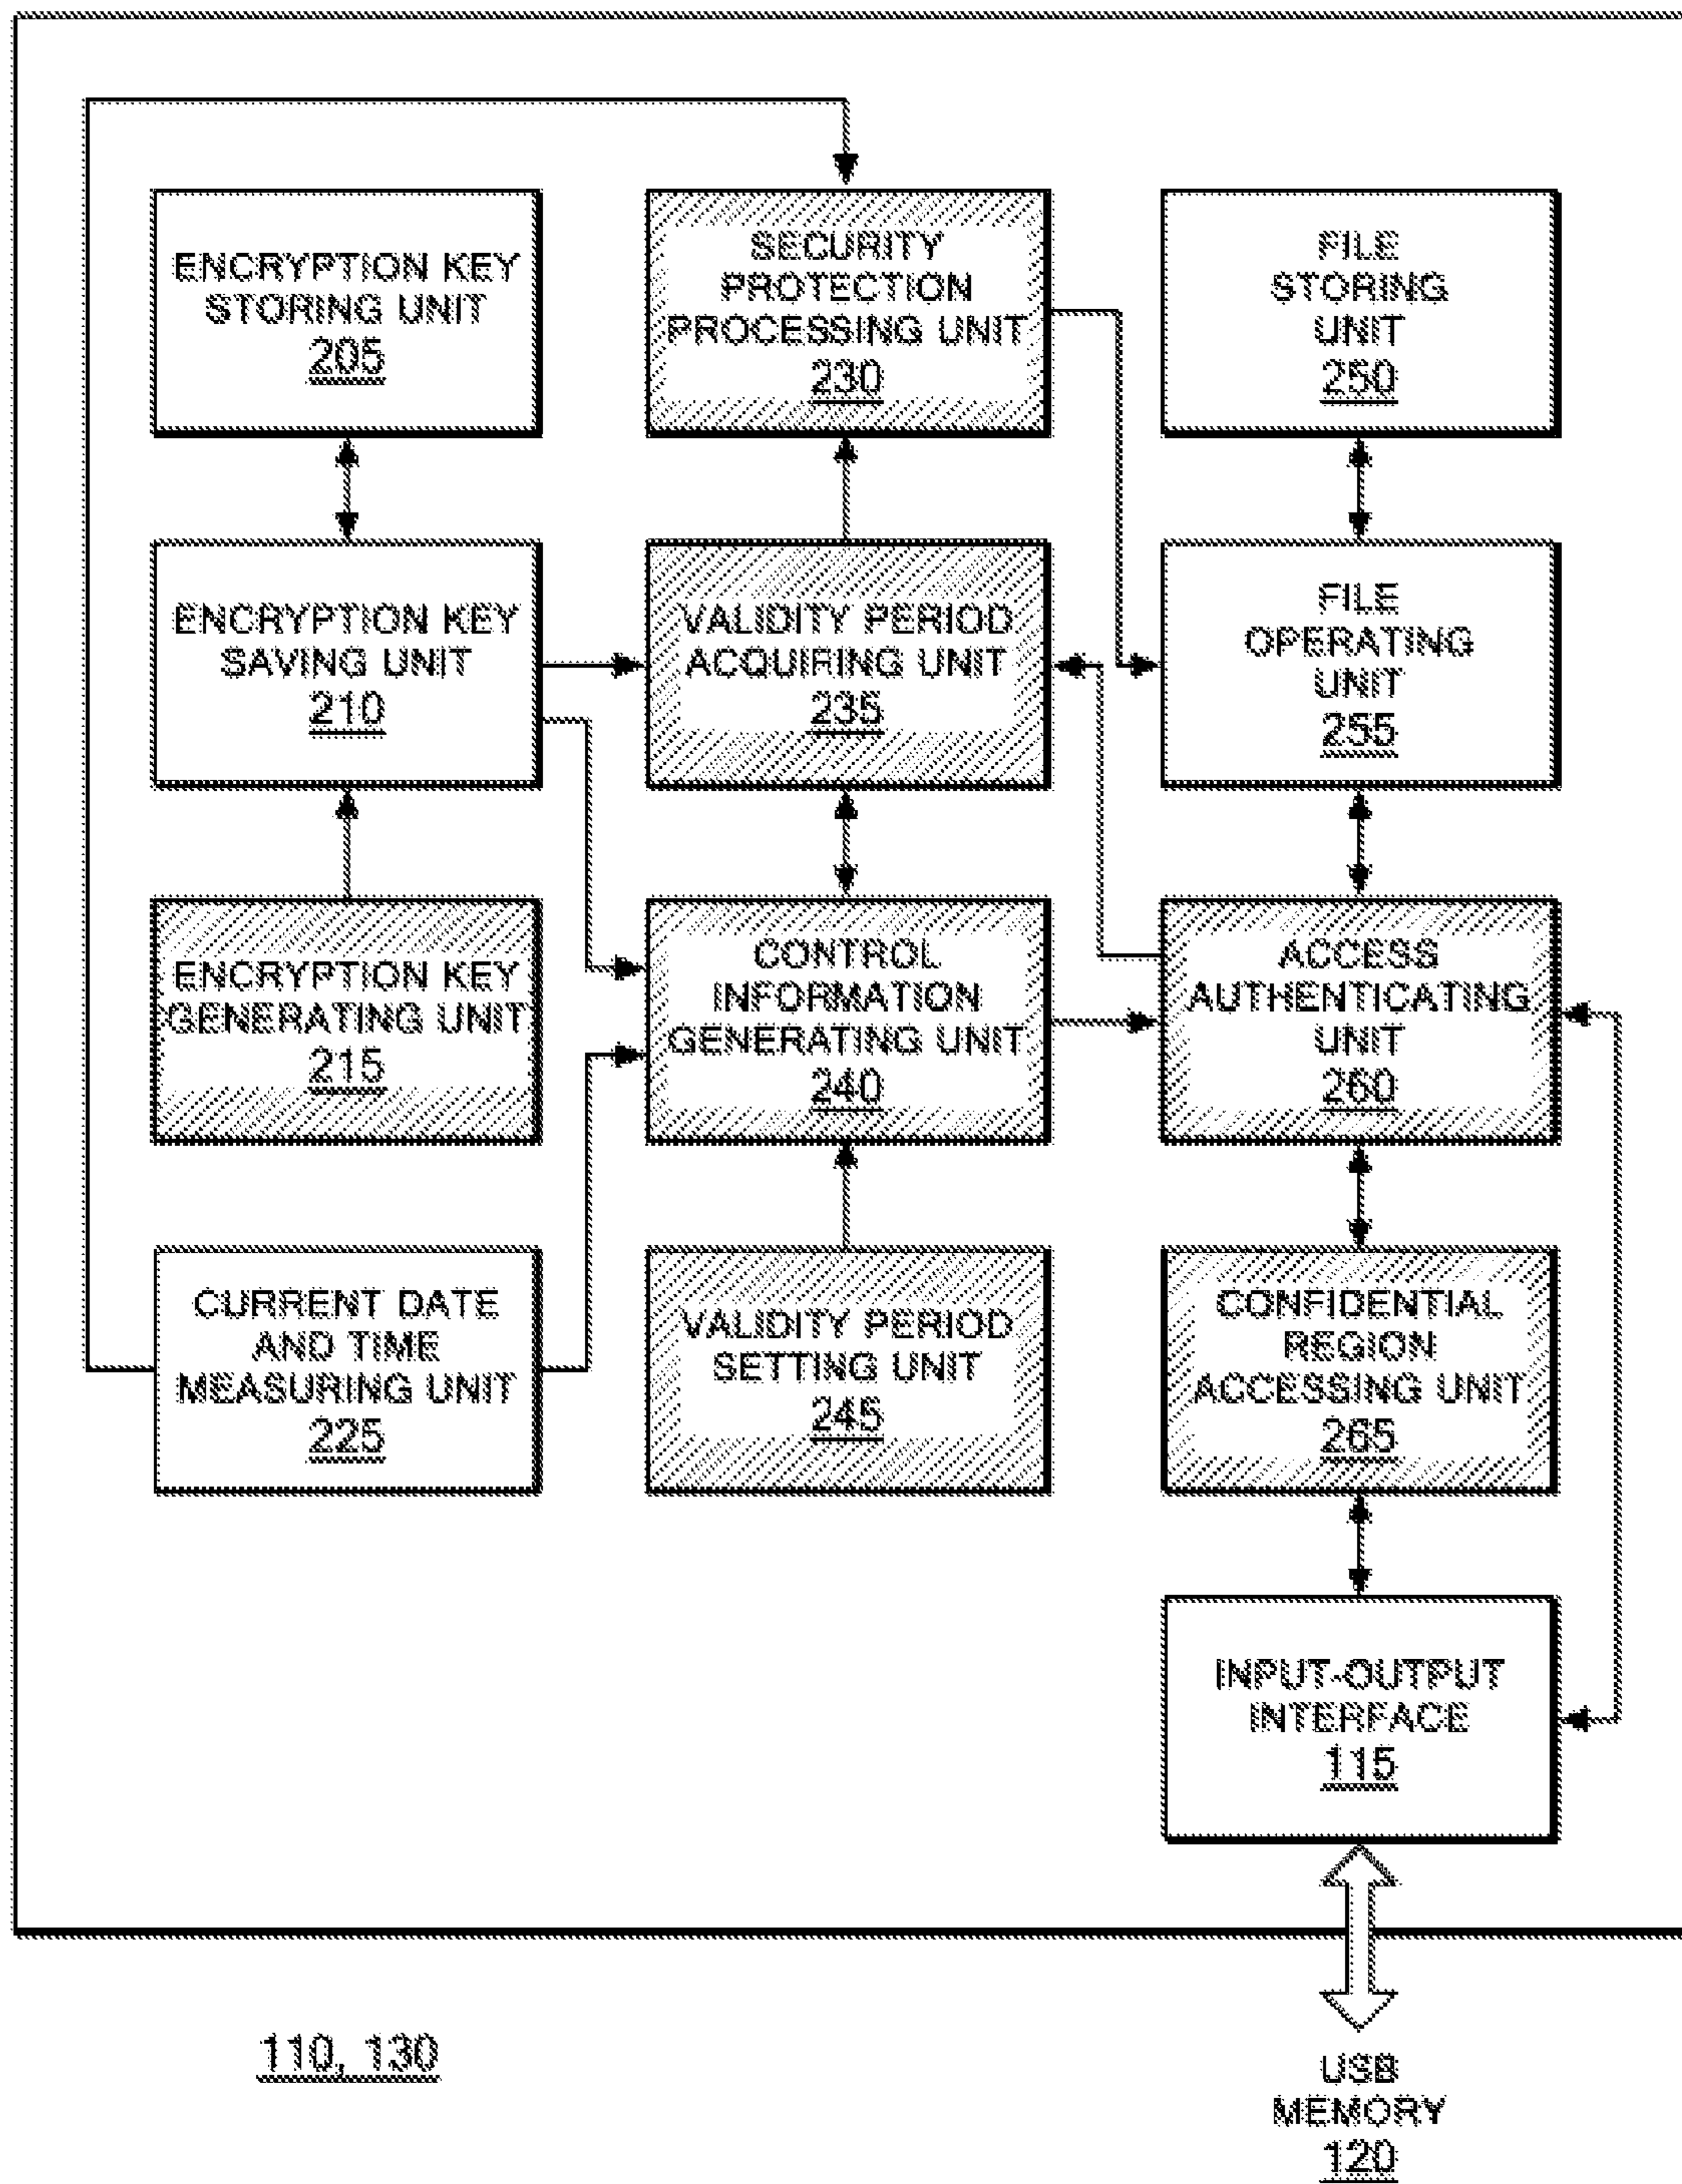 ENCRYPTION KEY
STORING UNIT
205
SECURITY
PROTECTION
PROCESSING UNIT
230
FILE
STORING
UNIT
250
ENCRYPTION KEY
SAVING UNIT
210
VALIDITY PERIOD
ACQUIRING UNIT
235
FILE
OPERATING
UNIT
255
ENCRYPTION KEY
GENERATING UNIT
215
CONTROL
INFORMATION
GENERATING UNIT
240
ACCESS
AUTHENTICATING
UNIT
260
CURRENT DATE
AND TIME
MEASURING UNIT
225
VALIDITY PERIOD
SETTING UNIT
245
CONFIDENTIAL
REGION
ACCESSING UNIT
265
INPUT-OUTPUT
INTERFACE
115
110, 130
USB
MEMORY
120